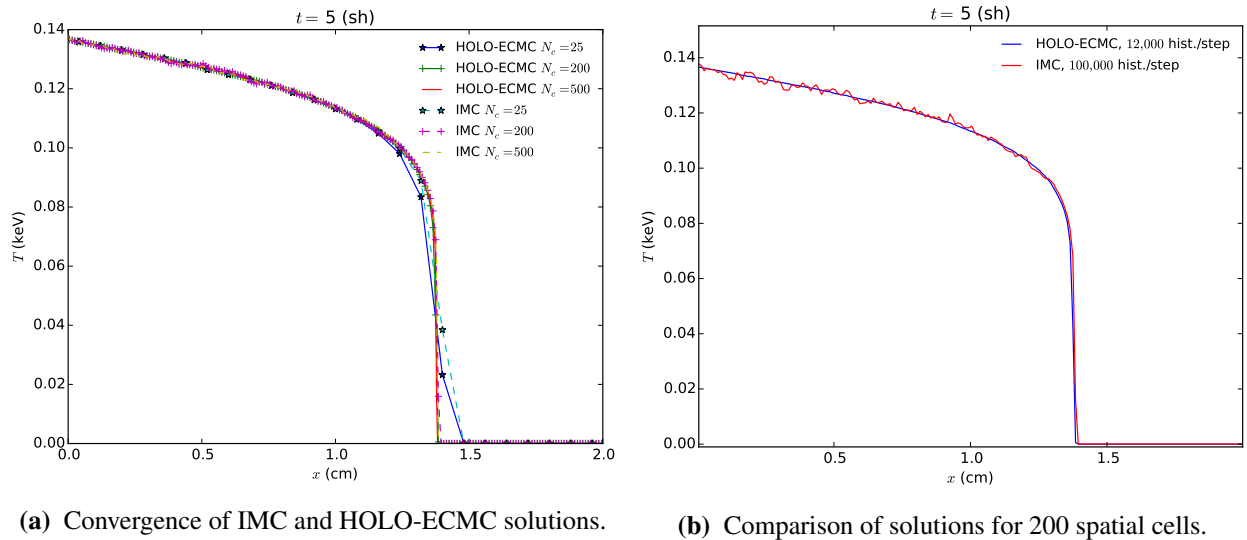 t = 5 (sh)
0.14
0.12
0.10
0.08
0.06
0.04
0.02
0.00
T (keV)
0.0 0.5 1.0 1.5 2.0
x (cm)
HOLO-ECMC N_c = 25
HOLO-ECMC N_c = 200
HOLO-ECMC N_c = 500
IMC N_c = 25
IMC N_c = 200
IMC N_c = 500
(a) Convergence of IMC and HOLO-ECMC solutions.
t = 5 (sh)
0.14
0.12
0.10
0.08
0.06
0.04
0.02
0.00
T (keV)
0.5 1.0 1.5
x (cm)
HOLO-ECMC, 12,000 hist./step
IMC, 100,000 hist./step
(b) Comparison of solutions for 200 spatial cells.